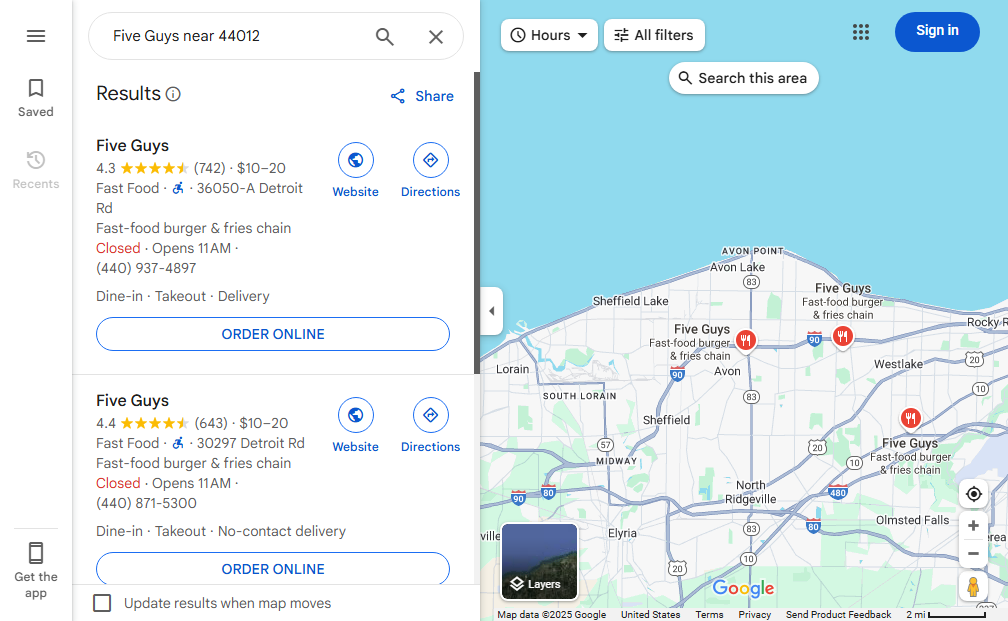 Five Guys near 44012
Saved
Recents
Get the
app
Results
Share
Five Guys
4.3 (742) · $10–20
Fast Food · · 36050-A Detroit
Rd
Fast-food burger & fries chain
Closed · Opens 11 AM ·
(440) 937-4897
Dine-in · Takeout · Delivery
Website
Directions
ORDER ONLINE
Five Guys
4.4 (643) · $10–20
Fast Food · · 30297 Detroit Rd
Fast-food burger & fries chain
Closed · Opens 11 AM ·
(440) 871-5300
Dine-in · Takeout · No-contact delivery
Website
Directions
ORDER ONLINE
Update results when map moves
Hours
All filters
Sign in
Search this area
AVON POINT
Avon Lake
83
Sheffield Lake
Five Guys
Fast-food burger
& fries chain
Five Guys
Fast-food burger
& fries chain
Rocky R
90
90
20
Lorain
Avon
Westlake
10
SOUTH LORAIN
83
Sheffield
Five Guys
Fast-food burger
& fries chain
57
20
MIDWAY
10
North
Ridgeville
90
80
480
Olmsted Falls
80
ville
Elyria
83
erea
10
20
Layers
Google
237
Map data ©2025 Google
United States
Terms
Privacy
Send Product Feedback
2 mi